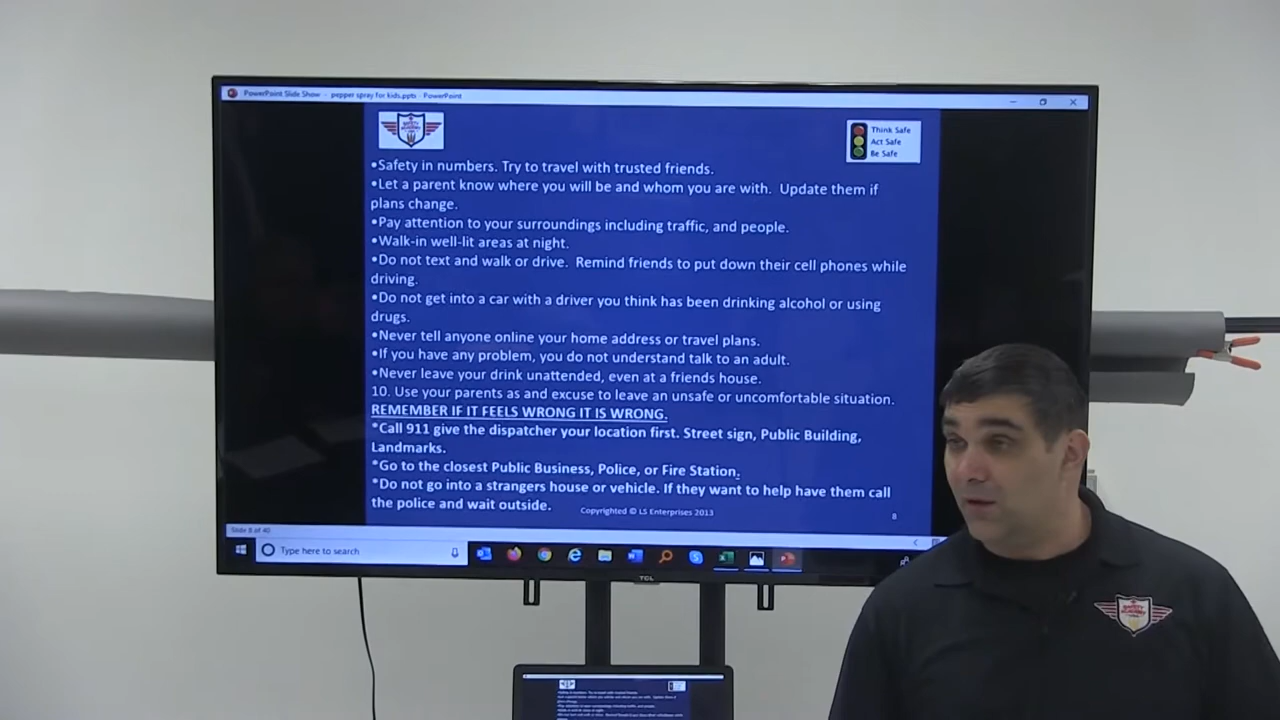 PowerPoint Slide Show - pepper spray for kids.pptx - PowerPoint
SAFETY
ACADEMY
Think Safe
Act Safe
Be Safe
•Safety in numbers. Try to travel with trusted friends.
•Let a parent know where you will be and whom you are with. Update them if
plans change.
•Pay attention to your surroundings including traffic, and people.
•Walk-in well-lit areas at night.
•Do not text and walk or drive. Remind friends to put down their cell phones while
driving.
•Do not get into a car with a driver you think has been drinking alcohol or using
drugs.
•Never tell anyone online your home address or travel plans.
•If you have any problem, you do not understand talk to an adult.
•Never leave your drink unattended, even at a friends house.
10. Use your parents as and excuse to leave an unsafe or uncomfortable situation.
REMEMBER IF IT FEELS WRONG IT IS WRONG.
*Call 911 give the dispatcher your location first. Street sign, Public Building,
Landmarks.
*Go to the closest Public Business, Police, or Fire Station.
*Do not go into a strangers house or vehicle. If they want to help have them call
the police and wait outside.
Copyrighted © LS Enterprises 2013
8
Slide 8 of 40
Type here to search
TCL
SAFETY
ACADEMY